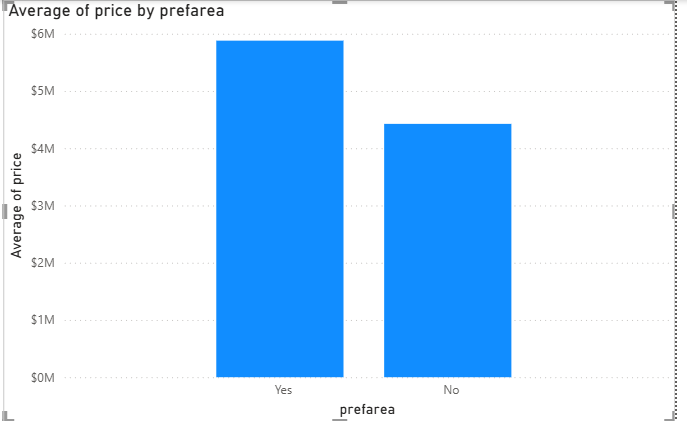 Average of price by prefarea
$6M
$5M
$4M
$3M
$2M
$1M
$0M
Average of price
Yes No
prefarea